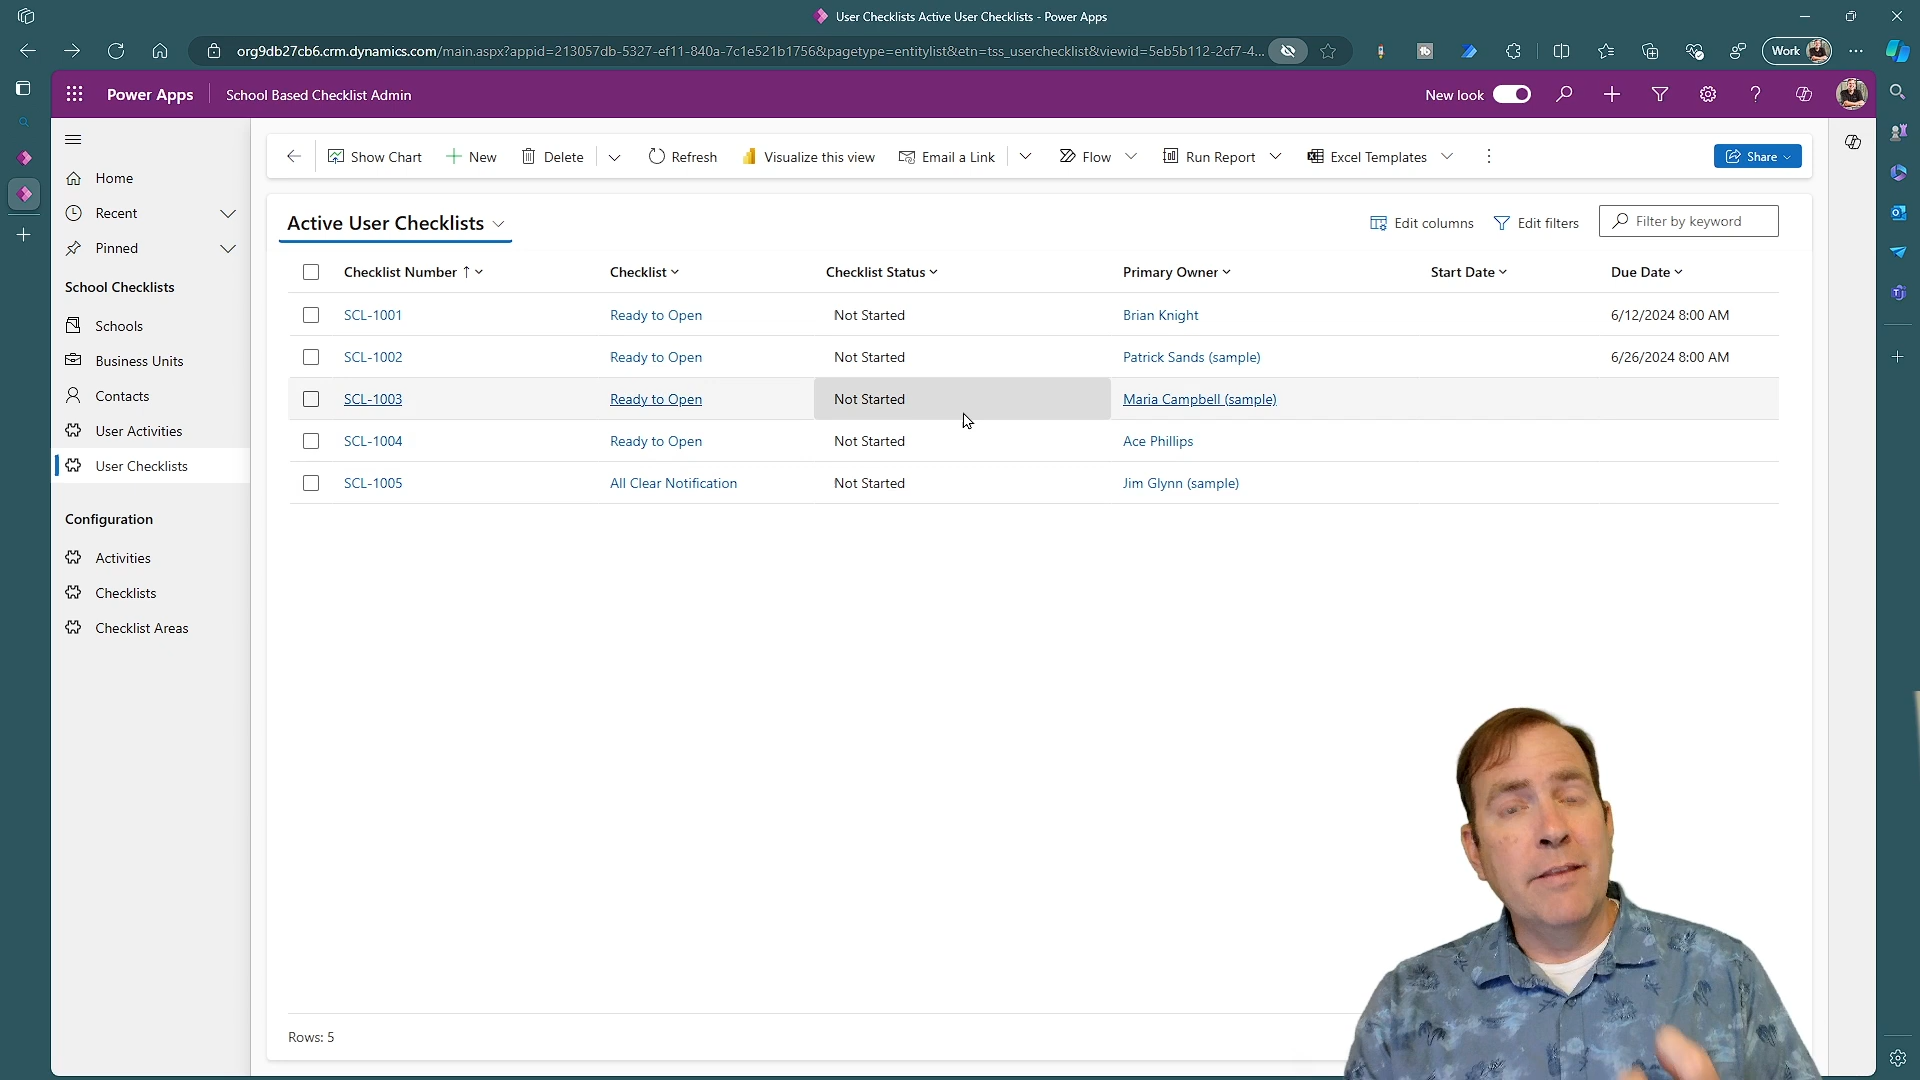 User Checklists Active User Checklists - Power Apps
org9db27cb6.crm.dynamics.com/main.aspx?appid=213057db-5327-ef11-840a-7c1e521b1756&pagetype=entitylist&etn=tss_userchecklist&viewid=5eb5b112-2cf7-4...
Work
Power Apps
School Based Checklist Admin
New look
Home
Recent
Pinned
School Checklists
Schools
Business Units
Contacts
User Activities
User Checklists
Configuration
Activities
Checklists
Checklist Areas
Show Chart
New
Delete
Refresh
Visualize this view
Email a Link
Flow
Run Report
Excel Templates
Share
Active User Checklists
Edit columns
Edit filters
Filter by keyword
Checklist Number ↑ Checklist Checklist Status Primary Owner Start Date Due Date
SCL-1001 Ready to Open Not Started Brian Knight 6/12/2024 8:00 AM
SCL-1002 Ready to Open Not Started Patrick Sands (sample) 6/26/2024 8:00 AM
SCL-1003 Ready to Open Not Started Maria Campbell (sample)
SCL-1004 Ready to Open Not Started Ace Phillips
SCL-1005 All Clear Notification Not Started Jim Glynn (sample)
Rows: 5